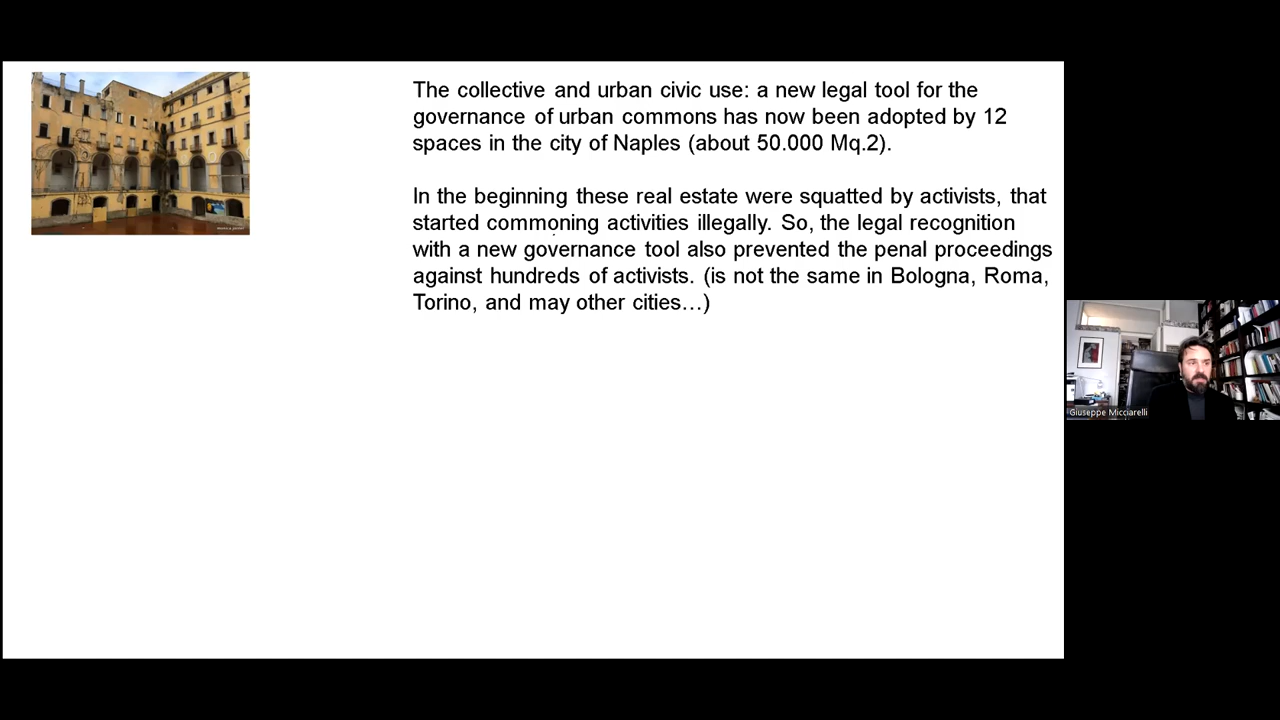 The collective and urban civic use: a new legal tool for the
governance of urban commons has now been adopted by 12
spaces in the city of Naples (about 50.000 Mq.2).
In the beginning these real estate were squatted by activists, that
started commoning activities illegally. So, the legal recognition
with a new governance tool also prevented the penal proceedings
against hundreds of activists. (is not the same in Bologna, Roma,
Torino, and may other cities…)
Giuseppe Micciarelli